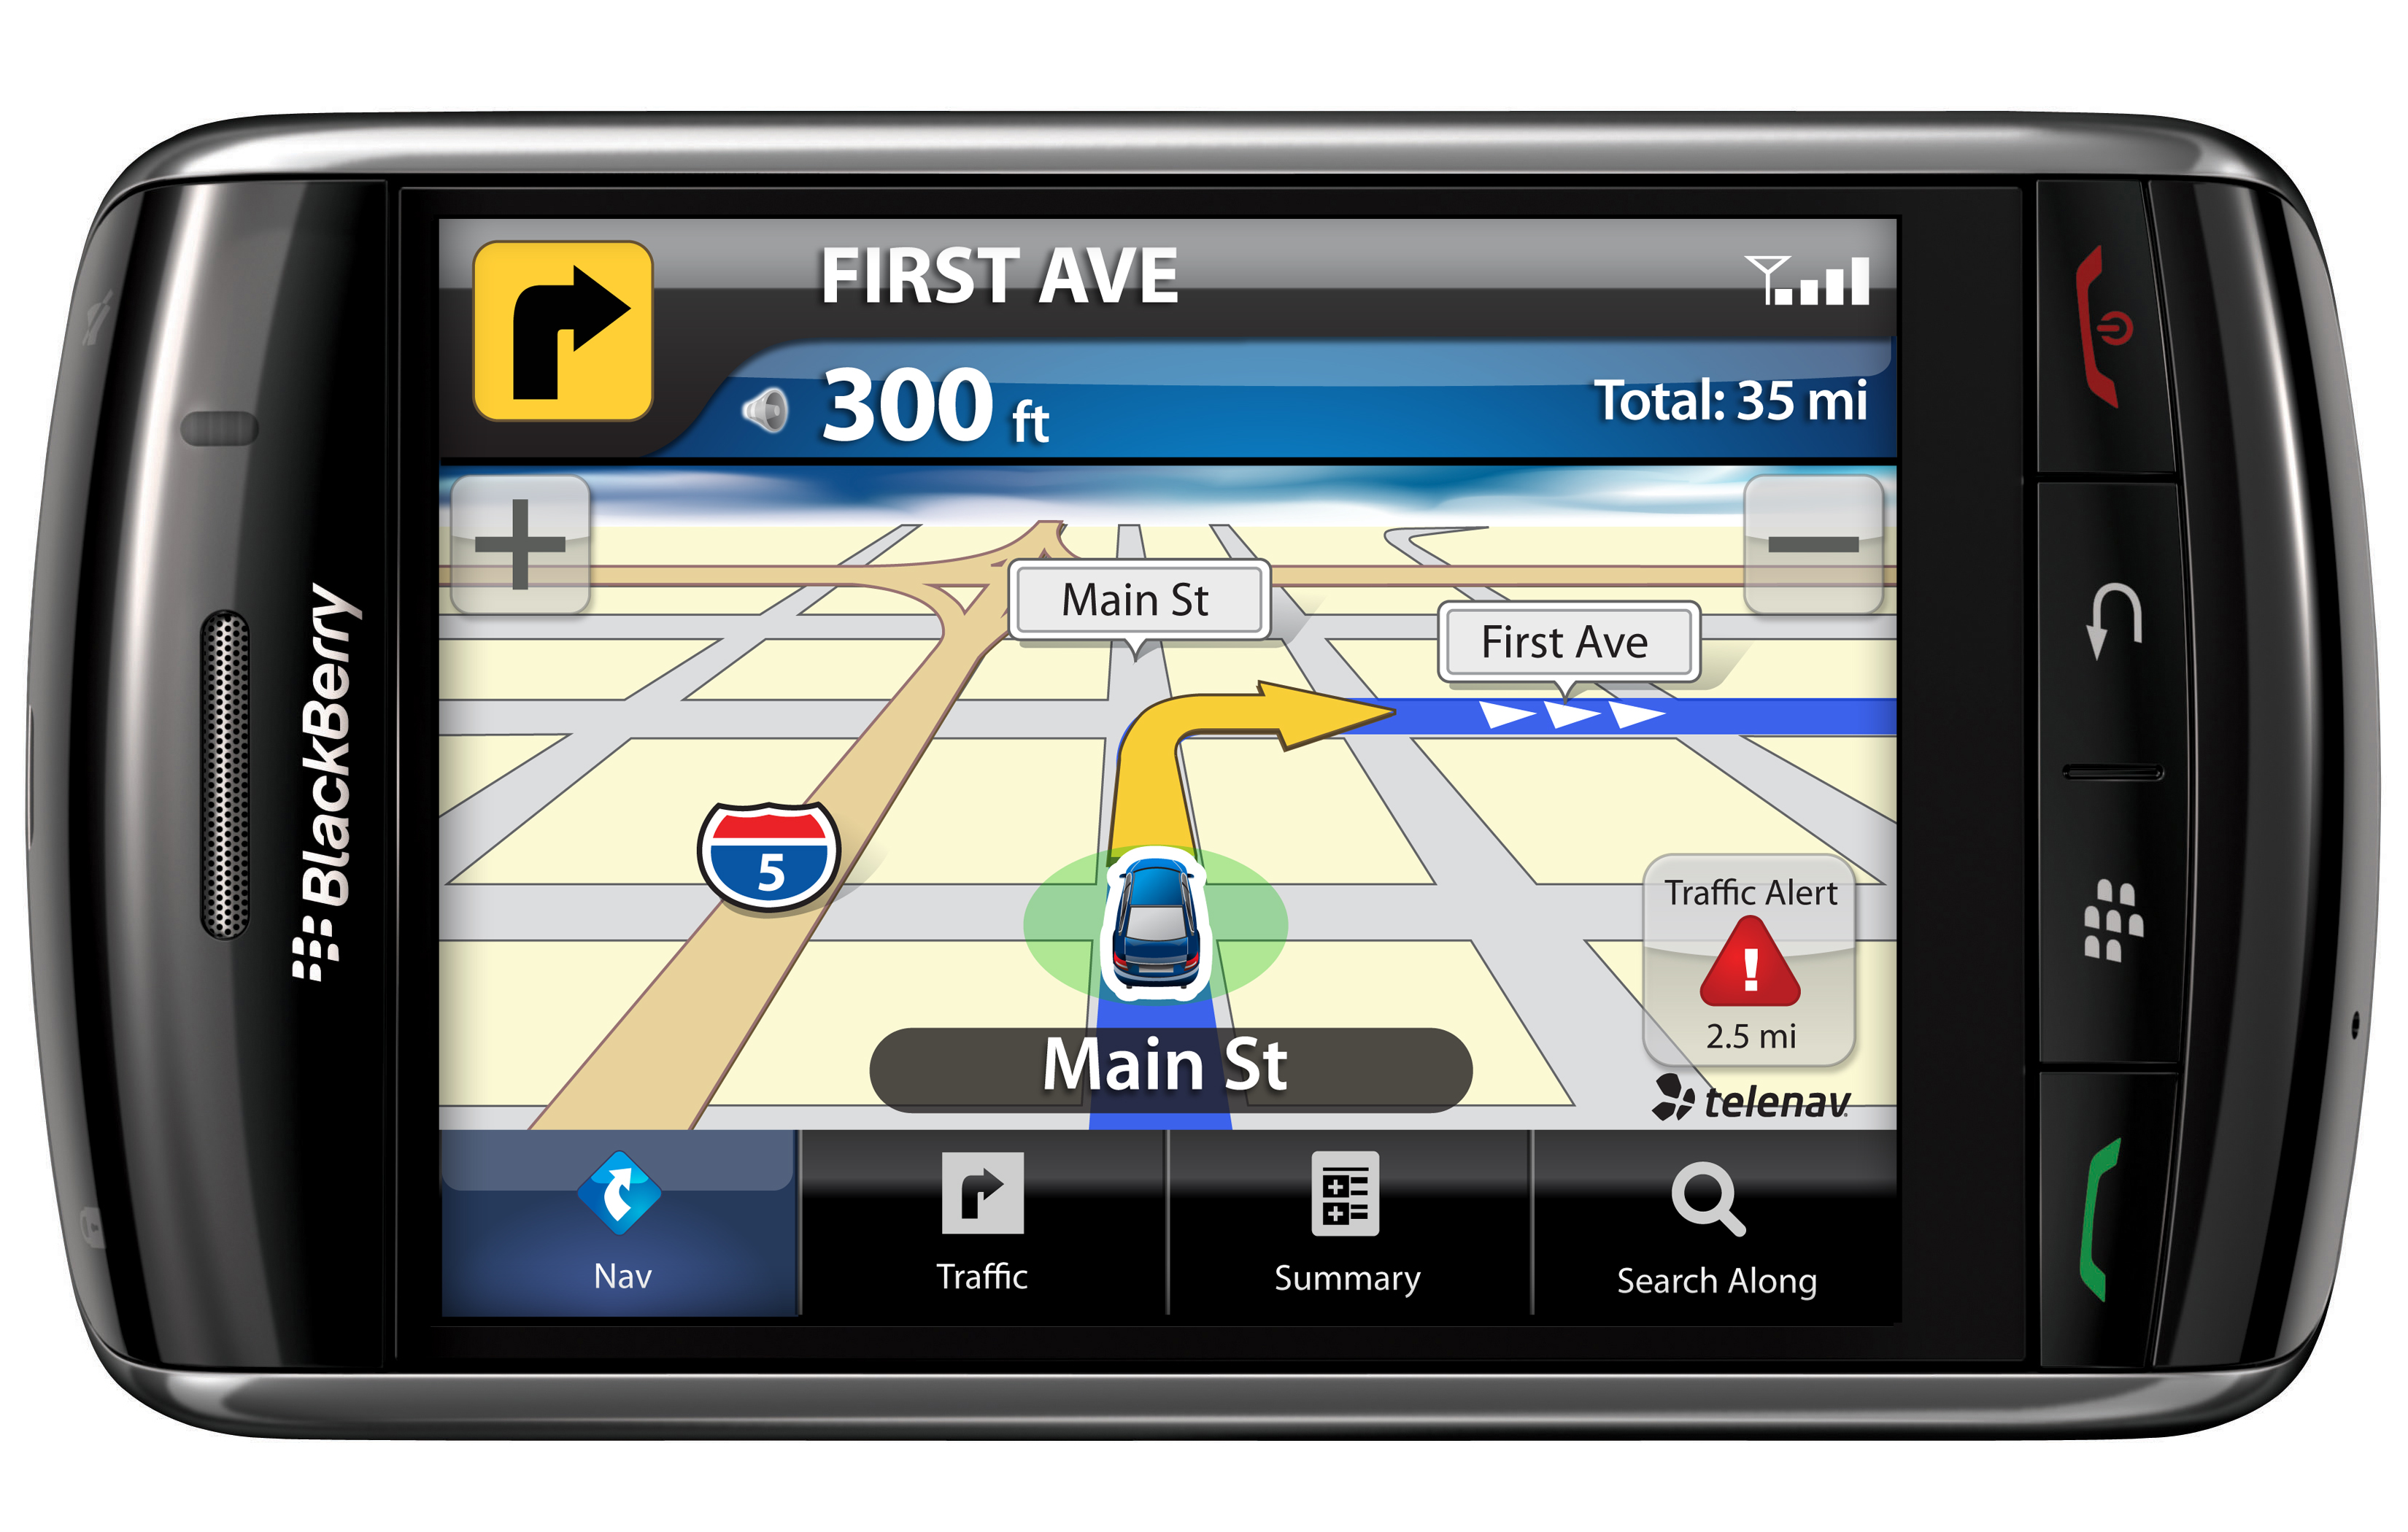 BlackBerry
FIRST AVE
300 ft
Total: 35 mi
Main St
First Ave
5
Traffic Alert
!
2.5 mi
Main St
telenav
Nav
Traffic
Summary
Search Along